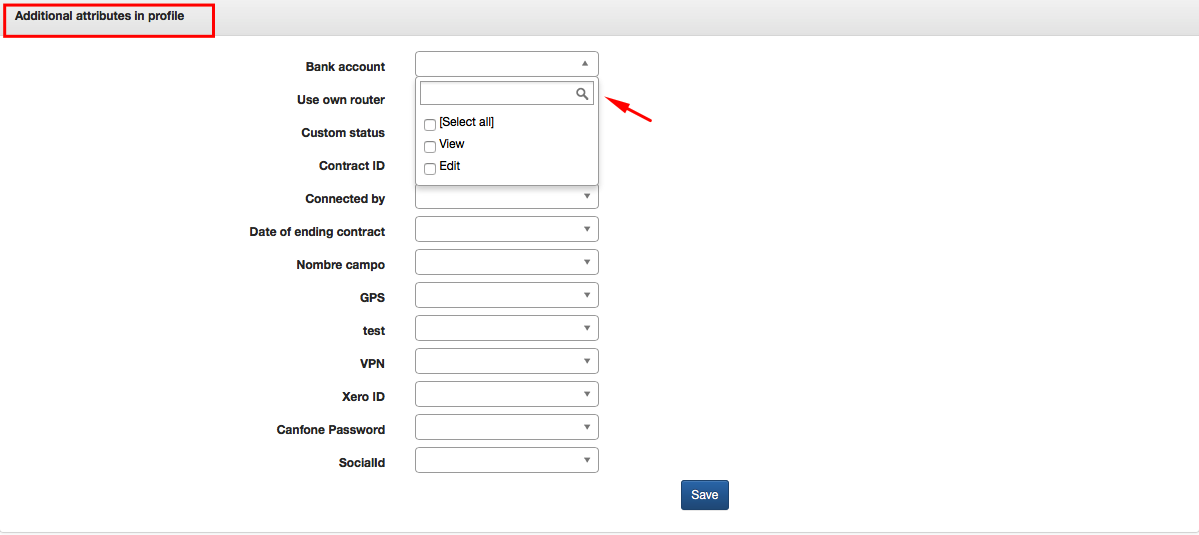 Additional attributes in profile
Bank account
Use own router
[Select all]
Custom status
View
Contract ID
Edit
Connected by
Date of ending contract
Nombre campo
GPS
test
VPN
Xero ID
Canfone Password
SocialId
Save